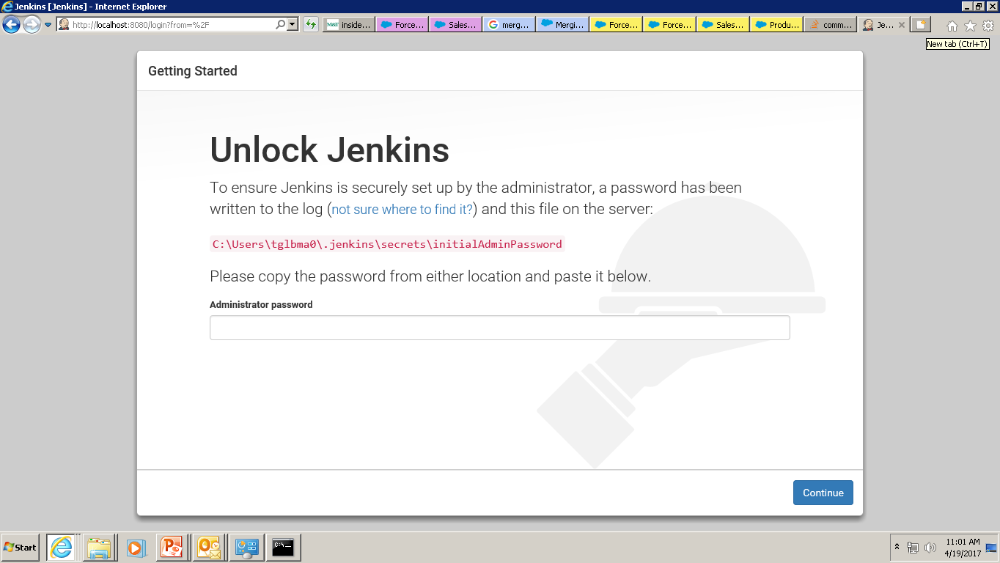 Jenkins [Jenkins] - Internet Explorer
http://localhost:8080/login?from=%2F
M&T inside... Force... Sales... merg... Mergi... Force... Force... Sales... Produ... comm... Je...
New tab (Ctrl+T)
Getting Started
Unlock Jenkins
To ensure Jenkins is securely set up by the administrator, a password has been
written to the log (not sure where to find it?) and this file on the server:
C:\Users\tglbma0\.jenkins\secrets\initialAdminPassword
Please copy the password from either location and paste it below.
Administrator password
Continue
Start
C:\
11:01 AM
4/19/2017